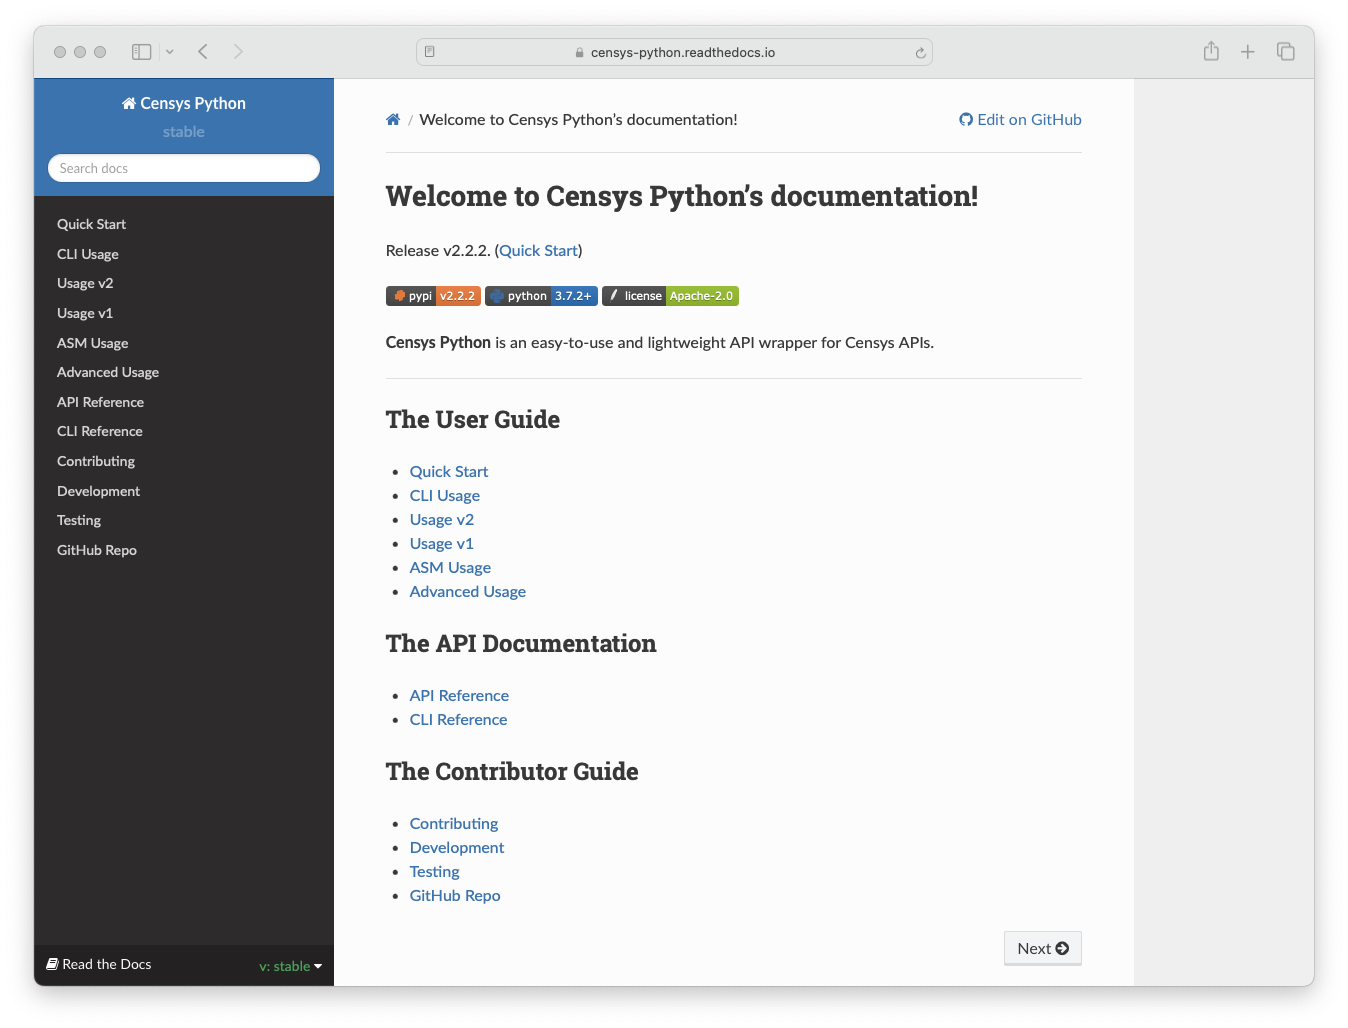 censys-python.readthedocs.io
Censys Python
stable
Search docs
Quick Start
CLI Usage
Usage v2
Usage v1
ASM Usage
Advanced Usage
API Reference
CLI Reference
Contributing
Development
Testing
GitHub Repo
Read the Docs
v: stable
/ Welcome to Censys Python’s documentation!
Edit on GitHub
Welcome to Censys Python’s documentation!
Release v2.2.2. (Quick Start)
pypi v2.2.2 python 3.7.2+ license Apache-2.0
Censys Python is an easy-to-use and lightweight API wrapper for Censys APIs.
The User Guide
• Quick Start
• CLI Usage
• Usage v2
• Usage v1
• ASM Usage
• Advanced Usage
The API Documentation
• API Reference
• CLI Reference
The Contributor Guide
• Contributing
• Development
• Testing
• GitHub Repo
Next